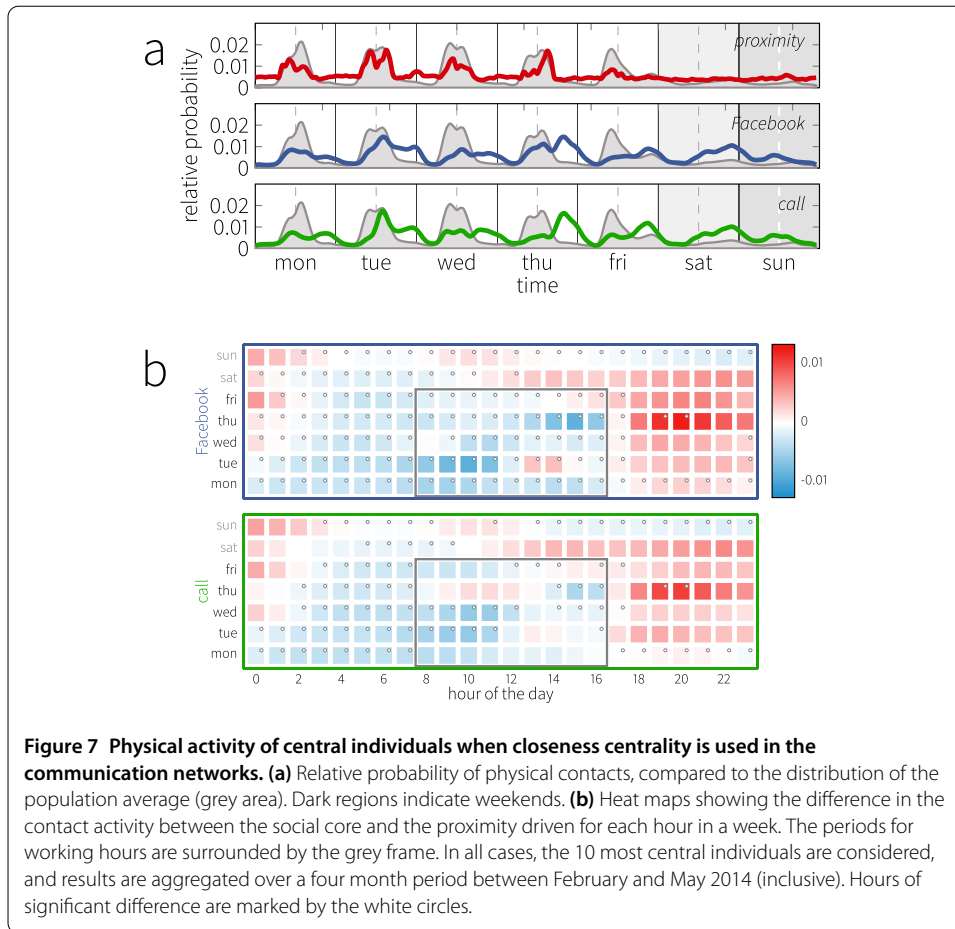 a
relative probability
0.02
0.01
0
proximity
0.02
0.01
0
Facebook
0.02
0.01
0
call
mon tue wed thu fri sat sun
time
b
Facebook
sun
sat
fri
thu
wed
tue
mon
0.01
0
-0.01
call
sun
sat
fri
thu
wed
tue
mon
0 2 4 6 8 10 12 14 16 18 20 22
hour of the day
Figure 7 Physical activity of central individuals when closeness centrality is used in the
communication networks. (a) Relative probability of physical contacts, compared to the distribution of the
population average (grey area). Dark regions indicate weekends. (b) Heat maps showing the difference in the
contact activity between the social core and the proximity driven for each hour in a week. The periods for
working hours are surrounded by the grey frame. In all cases, the 10 most central individuals are considered,
and results are aggregated over a four month period between February and May 2014 (inclusive). Hours of
significant difference are marked by the white circles.